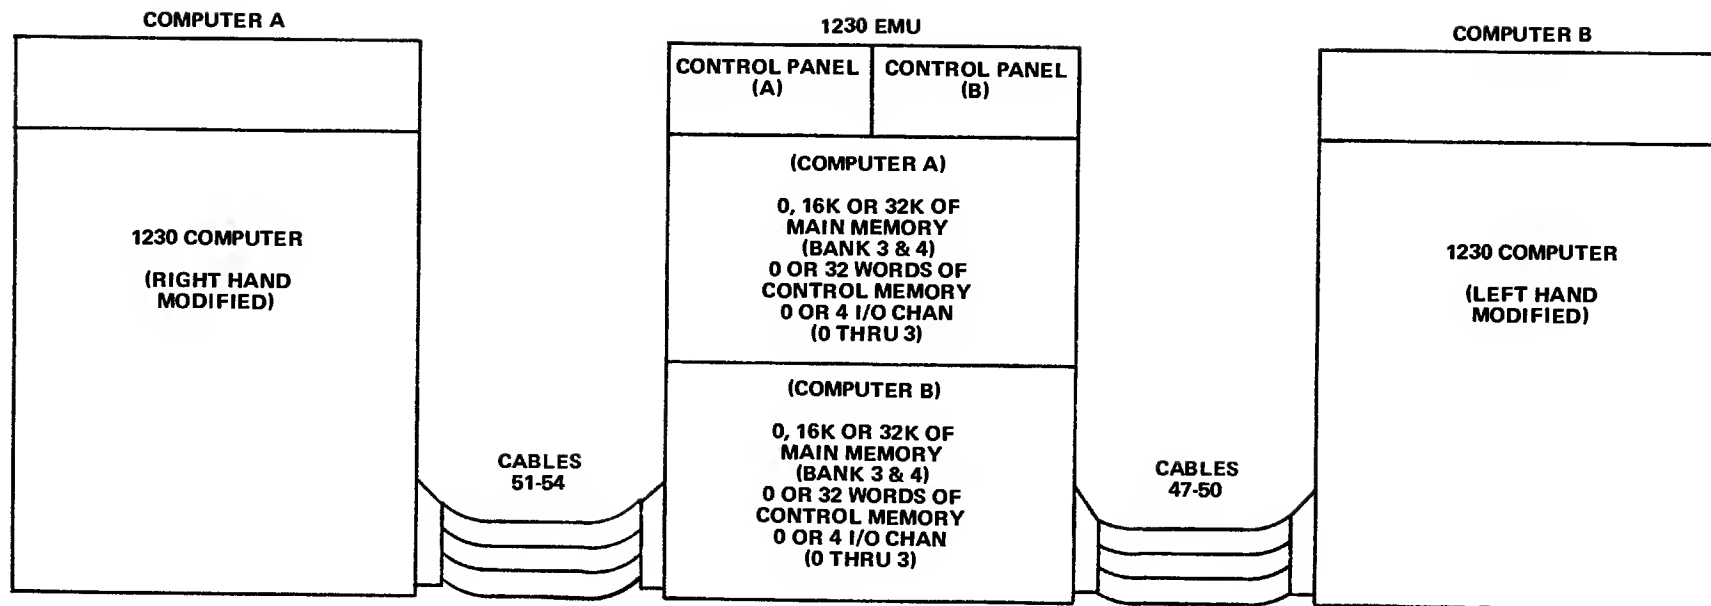 COMPUTER A
1230 COMPUTER
(RIGHT HAND
MODIFIED)
CABLES
51-54
1230 EMU
CONTROL PANEL
(A)
CONTROL PANEL
(B)
(COMPUTER A)
0, 16K OR 32K OF
MAIN MEMORY
(BANK 3 & 4)
0 OR 32 WORDS OF
CONTROL MEMORY
0 OR 4 I/O CHAN
(0 THRU 3)
(COMPUTER B)
0, 16K OR 32K OF
MAIN MEMORY
(BANK 3 & 4)
0 OR 32 WORDS OF
CONTROL MEMORY
0 OR 4 I/O CHAN
(0 THRU 3)
CABLES
47-50
COMPUTER B
1230 COMPUTER
(LEFT HAND
MODIFIED)